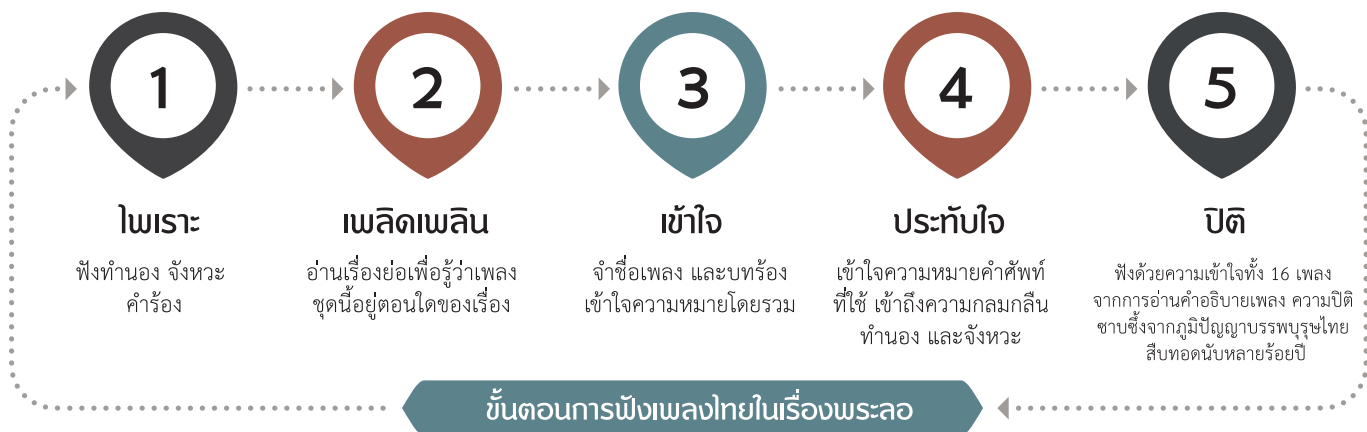 1
2
3
4
5
ไพเราะ
ฟังทำนอง จังหวะ
คำร้อง
เพลิดเพลิน
อ่านเรื่องย่อเพื่อรู้ว่าเพลง
ชุดนี้อยู่ตอนใดของเรื่อง
เข้าใจ
จำชื่อเพลง และบทร้อง
เข้าใจความหมายโดยรวม
ประทับใจ
เข้าใจความหมายคำศัพท์
ที่ใช้ เข้าถึงความกลมกลืน
ทำนอง และจังหวะ
ปิติ
ฟังด้วยความเข้าใจทั้ง 16 เพลง
จากการอ่านคำอธิบายเพลง ความปิติ
ซาบซึ้งจากภูมิปัญญาบรรพบุรุษไทย
สืบทอดนับหลายร้อยปี
ขั้นตอนการฟังเพลงไทยในเรื่องพระลอ